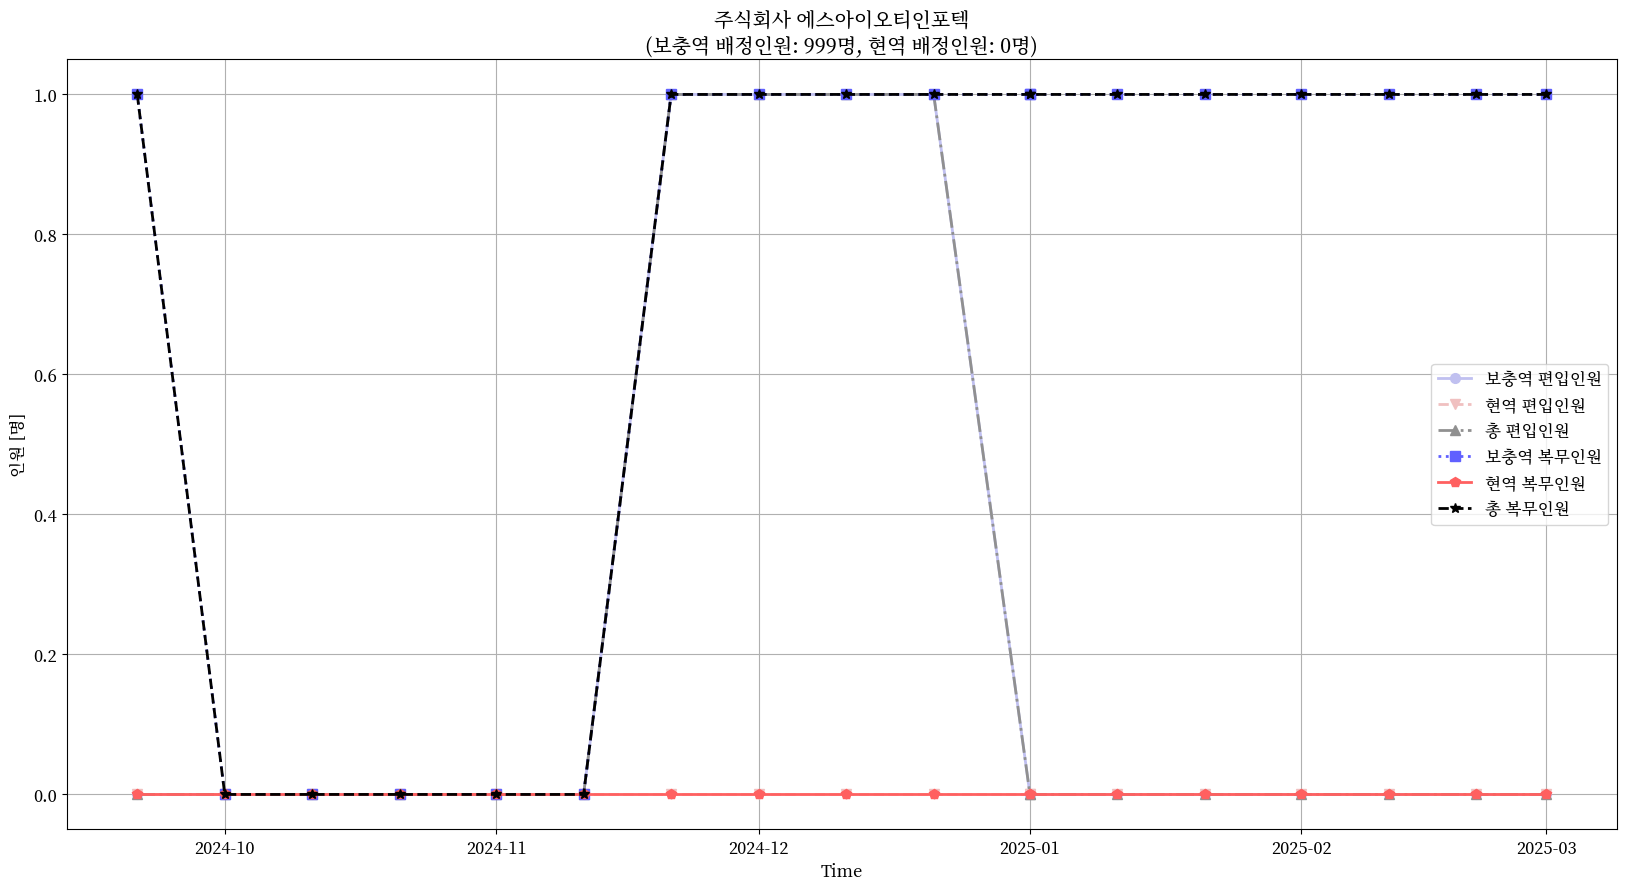 주식회사 에스아이오티인포텍
(보충역 배정인원: 999명, 현역 배정인원: 0명)
인원 [명]
1.0
0.8
0.6
0.4
0.2
0.0
보충역 편입인원
현역 편입인원
총 편입인원
보충역 복무인원
현역 복무인원
총 복무인원
2024-10
2024-11
2024-12
2025-01
2025-02
2025-03
Time